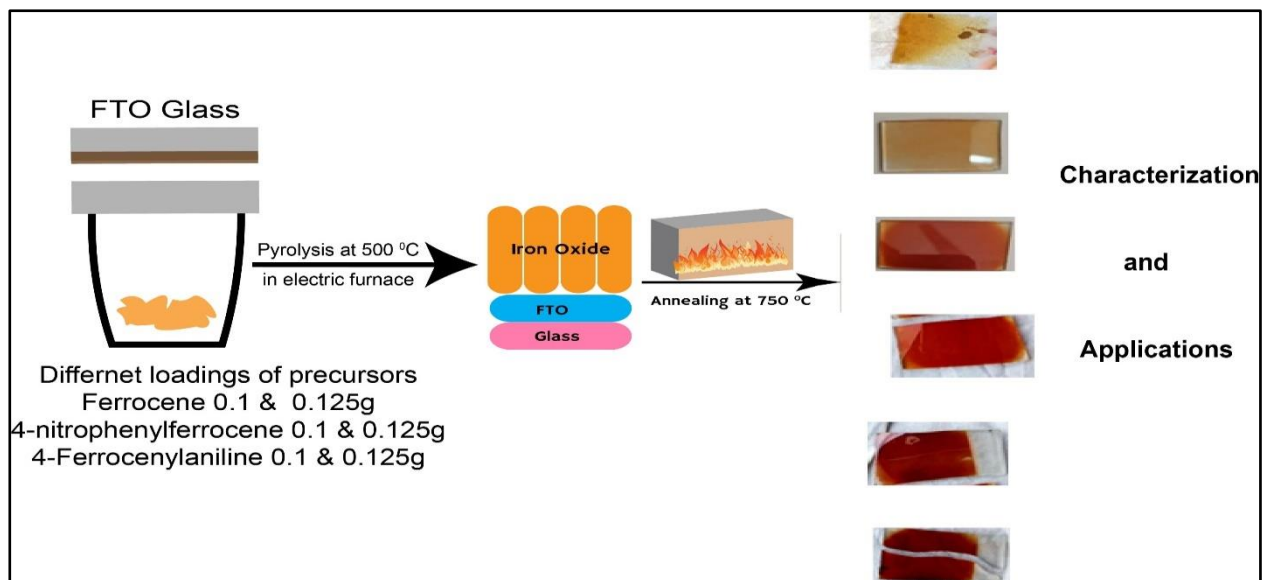 FTO Glass
Pyrolysis at 500 ⁰C
in electric furnace
Differnet loadings of precursors
Ferrocene 0.1 & 0.125g
4-nitrophenylferrocene 0.1 & 0.125g
4-Ferrocenylaniline 0.1 & 0.125g
Iron Oxide
FTO
Glass
Annealing at 750 ⁰C
Characterization
and
Applications